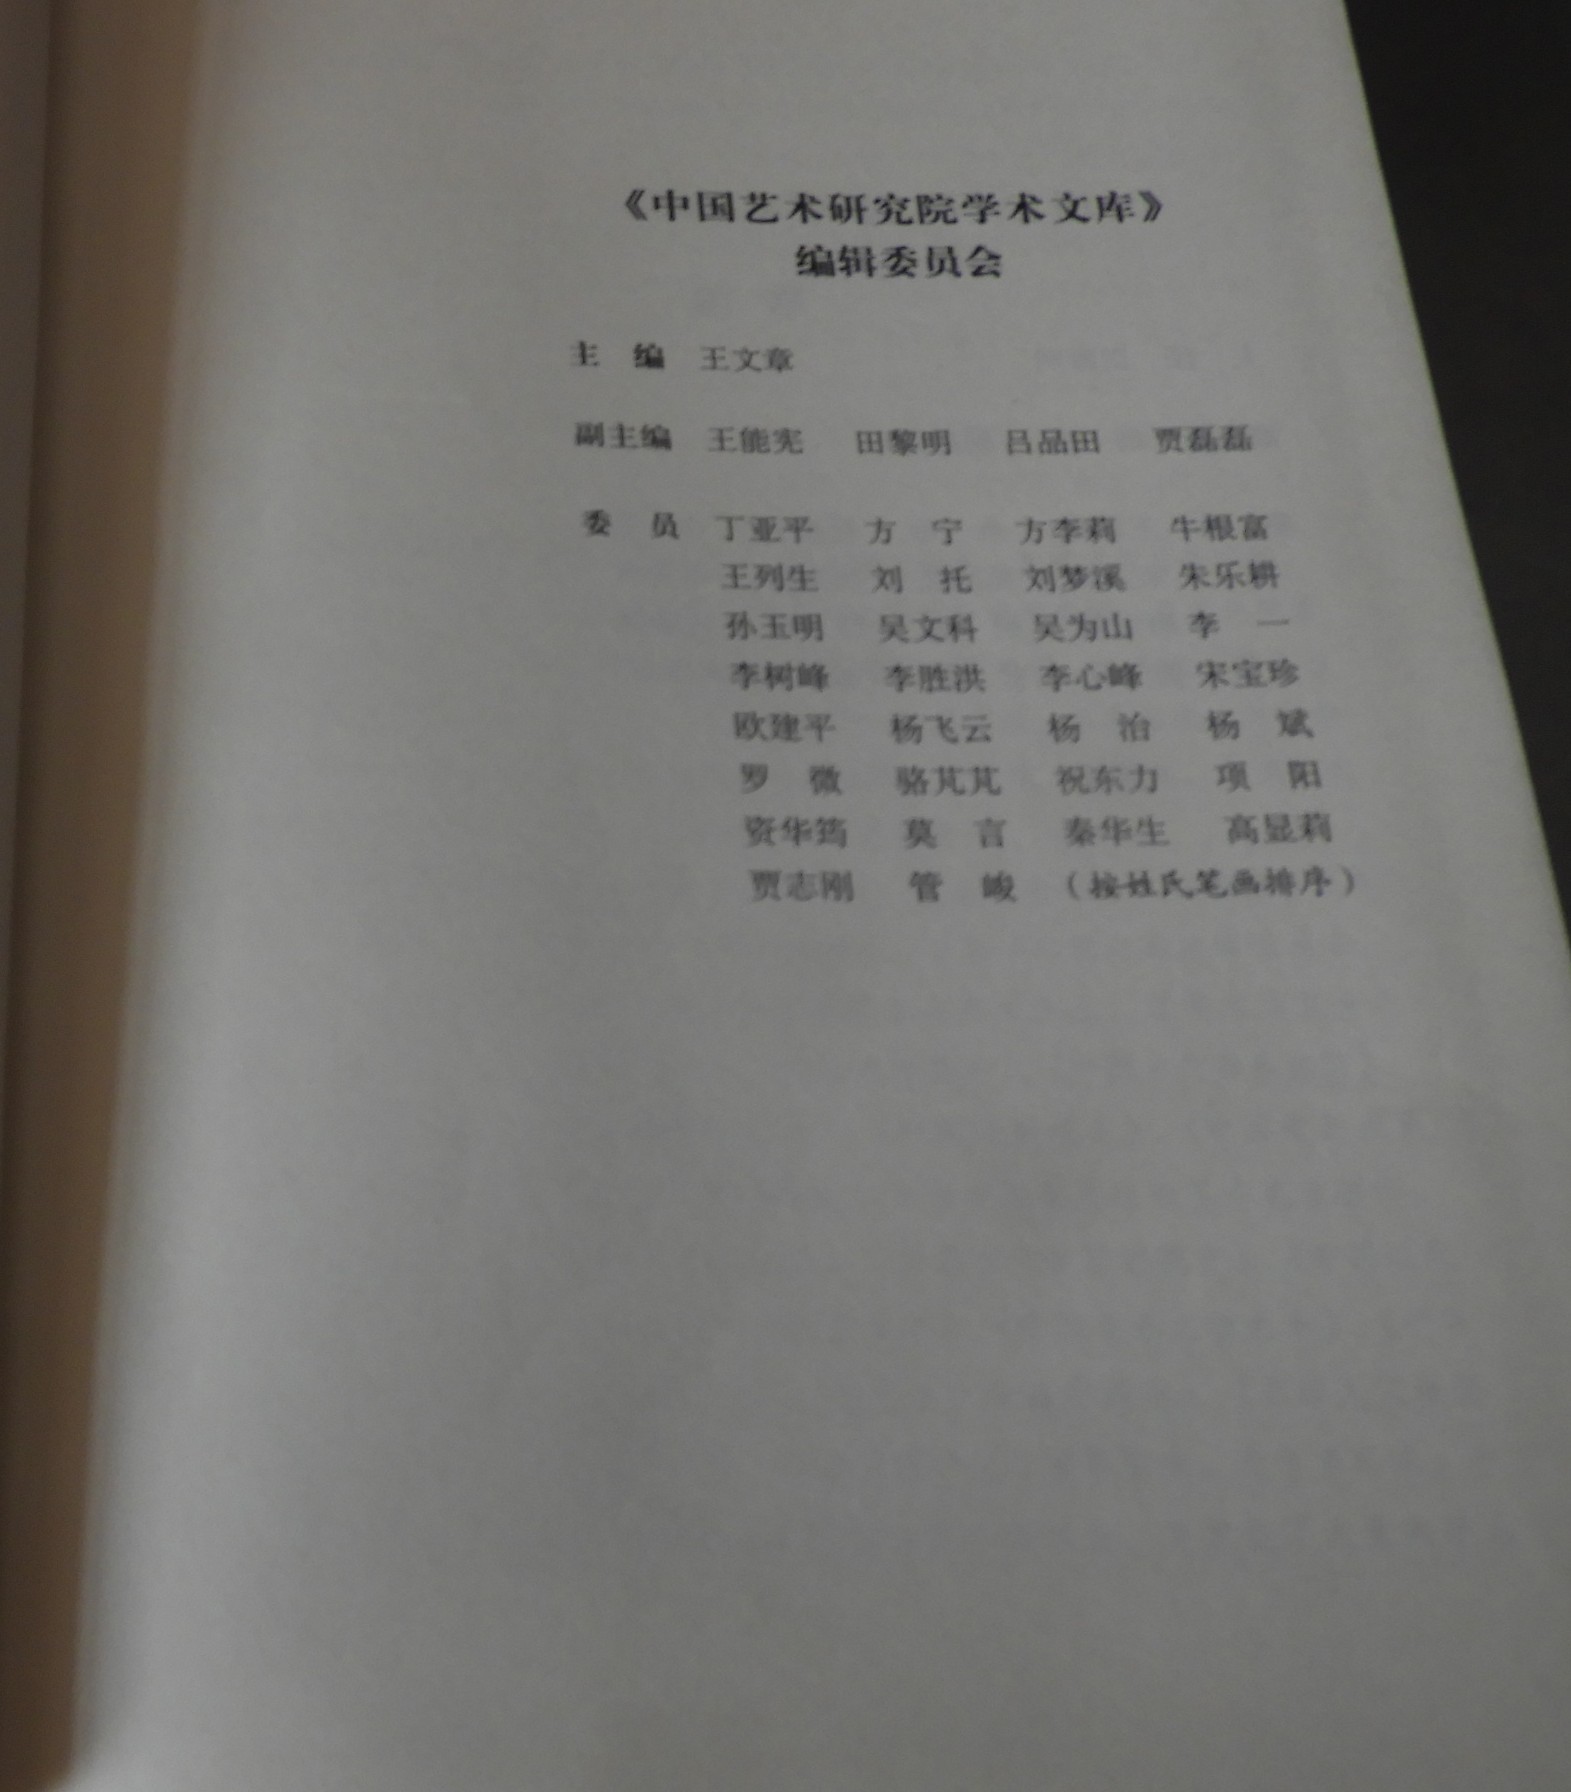 《中国艺术研究院学术文库》
编辑委员会
主　编　王文章
副主编　王能宪　田黎明　吕品田　贾磊磊
委　员　丁亚平　方　宁　方李莉　牛根富
王列生　刘　托　刘梦溪　朱乐耕
孙玉明　吴文科　吴为山　李　一
李树峰　李胜洪　李心峰　宋宝珍
欧建平　杨飞云　杨　治　杨　斌
罗　微　骆芃芃　祝东力　项　阳
资华筠　莫　言　秦华生　高显莉
贾志刚　管　峻　（按姓氏笔画排序）